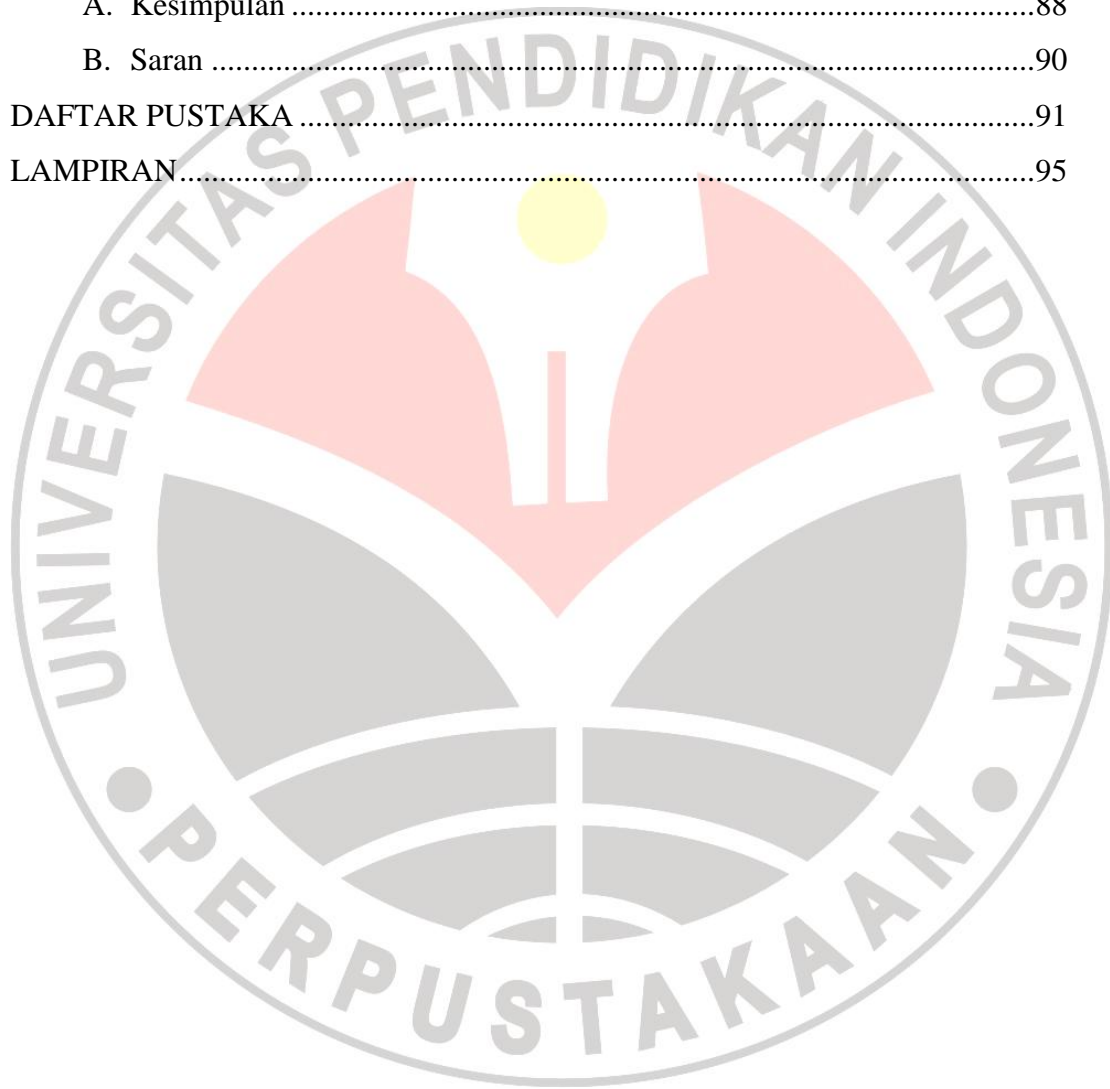 A. Kesimpulan ........................................................................................88
B. Saran ..................................................................................................90
DAFTAR PUSTAKA ........................................................................................91
LAMPIRAN.......................................................................................................95
UNIVERSITAS PENDIDIKAN INDONESIA
• PERPUSTAKAAN •